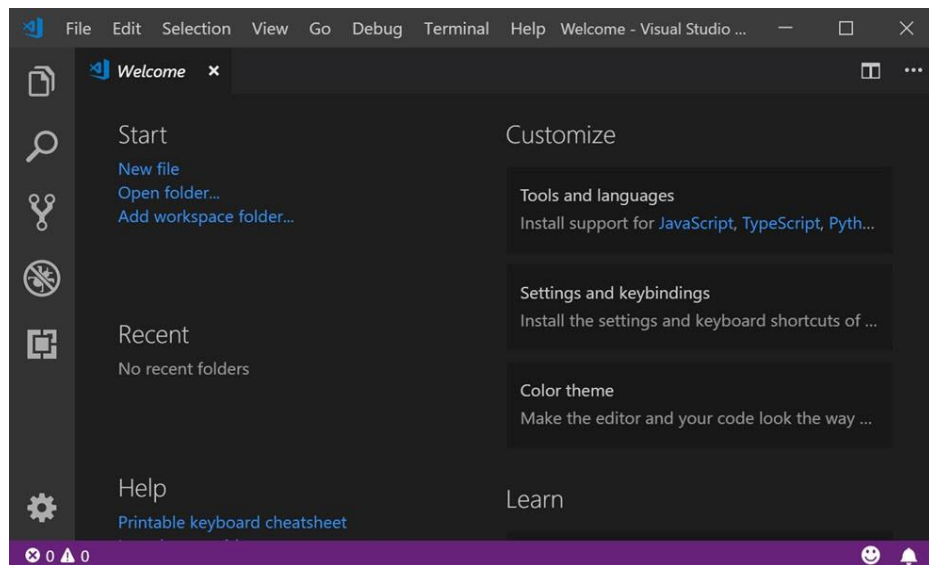 File Edit Selection View Go Debug Terminal Help Welcome - Visual Studio ...
Welcome
Start
New file
Open folder...
Add workspace folder...
Recent
No recent folders
Help
Printable keyboard cheatsheet
Customize
Tools and languages
Install support for JavaScript, TypeScript, Pyth...
Settings and keybindings
Install the settings and keyboard shortcuts of ...
Color theme
Make the editor and your code look the way ...
Learn
0 0